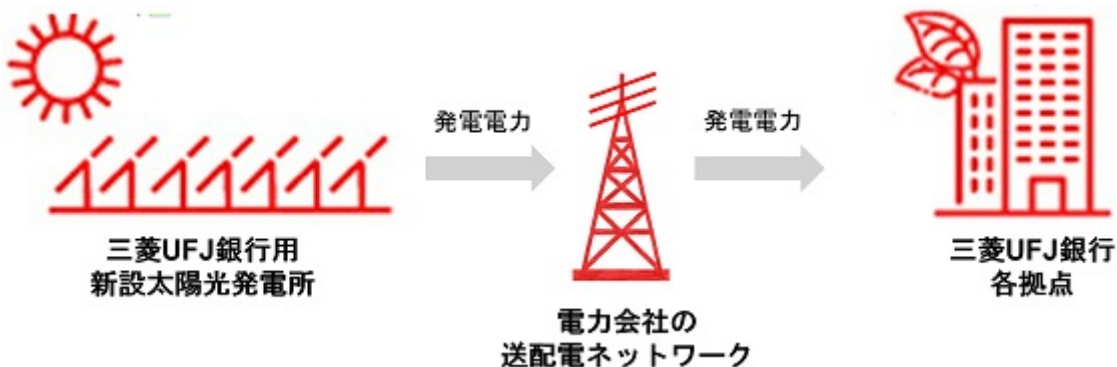 発電電力
発電電力
三菱UFJ銀行用
新設太陽光発電所
電力会社の
送配電ネットワーク
三菱UFJ銀行
各拠点